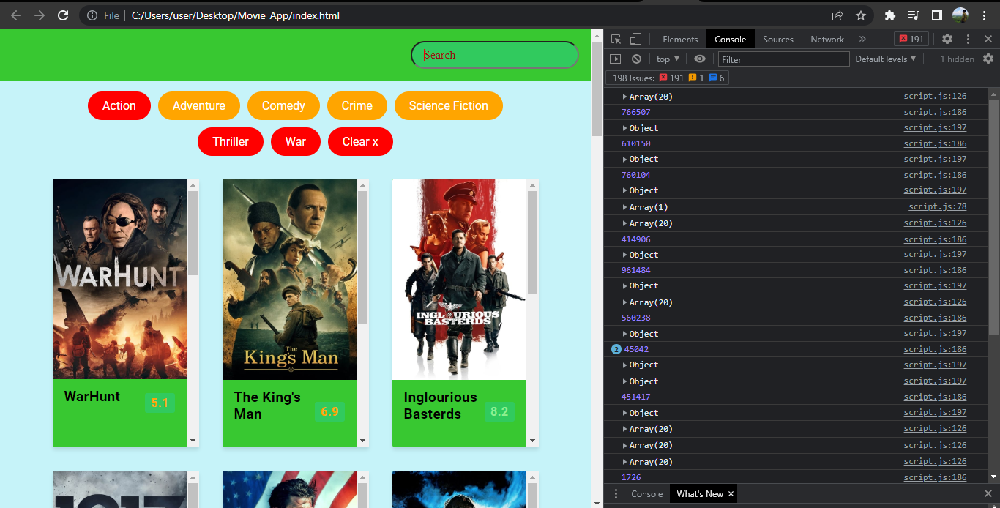 File C:/Users/user/Desktop/Movie_App/index.html
Search
Action Adventure Comedy Crime Science Fiction
Thriller War Clear x
WARHUNT
The
King's Man
INGLOURIOUS
BASTERDS
WarHunt 5.1
The King's
Man 6.9
Inglourious
Basterds 8.2
1917
Elements Console Sources Network » 191
top ▼ Filter Default levels ▼ 1 hidden
198 Issues: 191 1 6
Array(20) script.js:126
766507 script.js:186
Object script.js:197
610150 script.js:186
Object script.js:197
760104 script.js:186
Object script.js:197
Array(1) script.js:78
Array(20) script.js:126
414906 script.js:186
Object script.js:197
961484 script.js:186
Object script.js:197
Array(20) script.js:126
560238 script.js:186
Object script.js:197
2 45042 script.js:186
Object script.js:197
Object script.js:197
451417 script.js:186
Object script.js:197
Array(20) script.js:126
Array(20) script.js:126
Array(20) script.js:126
1726 script.js:186
Console What's New ×